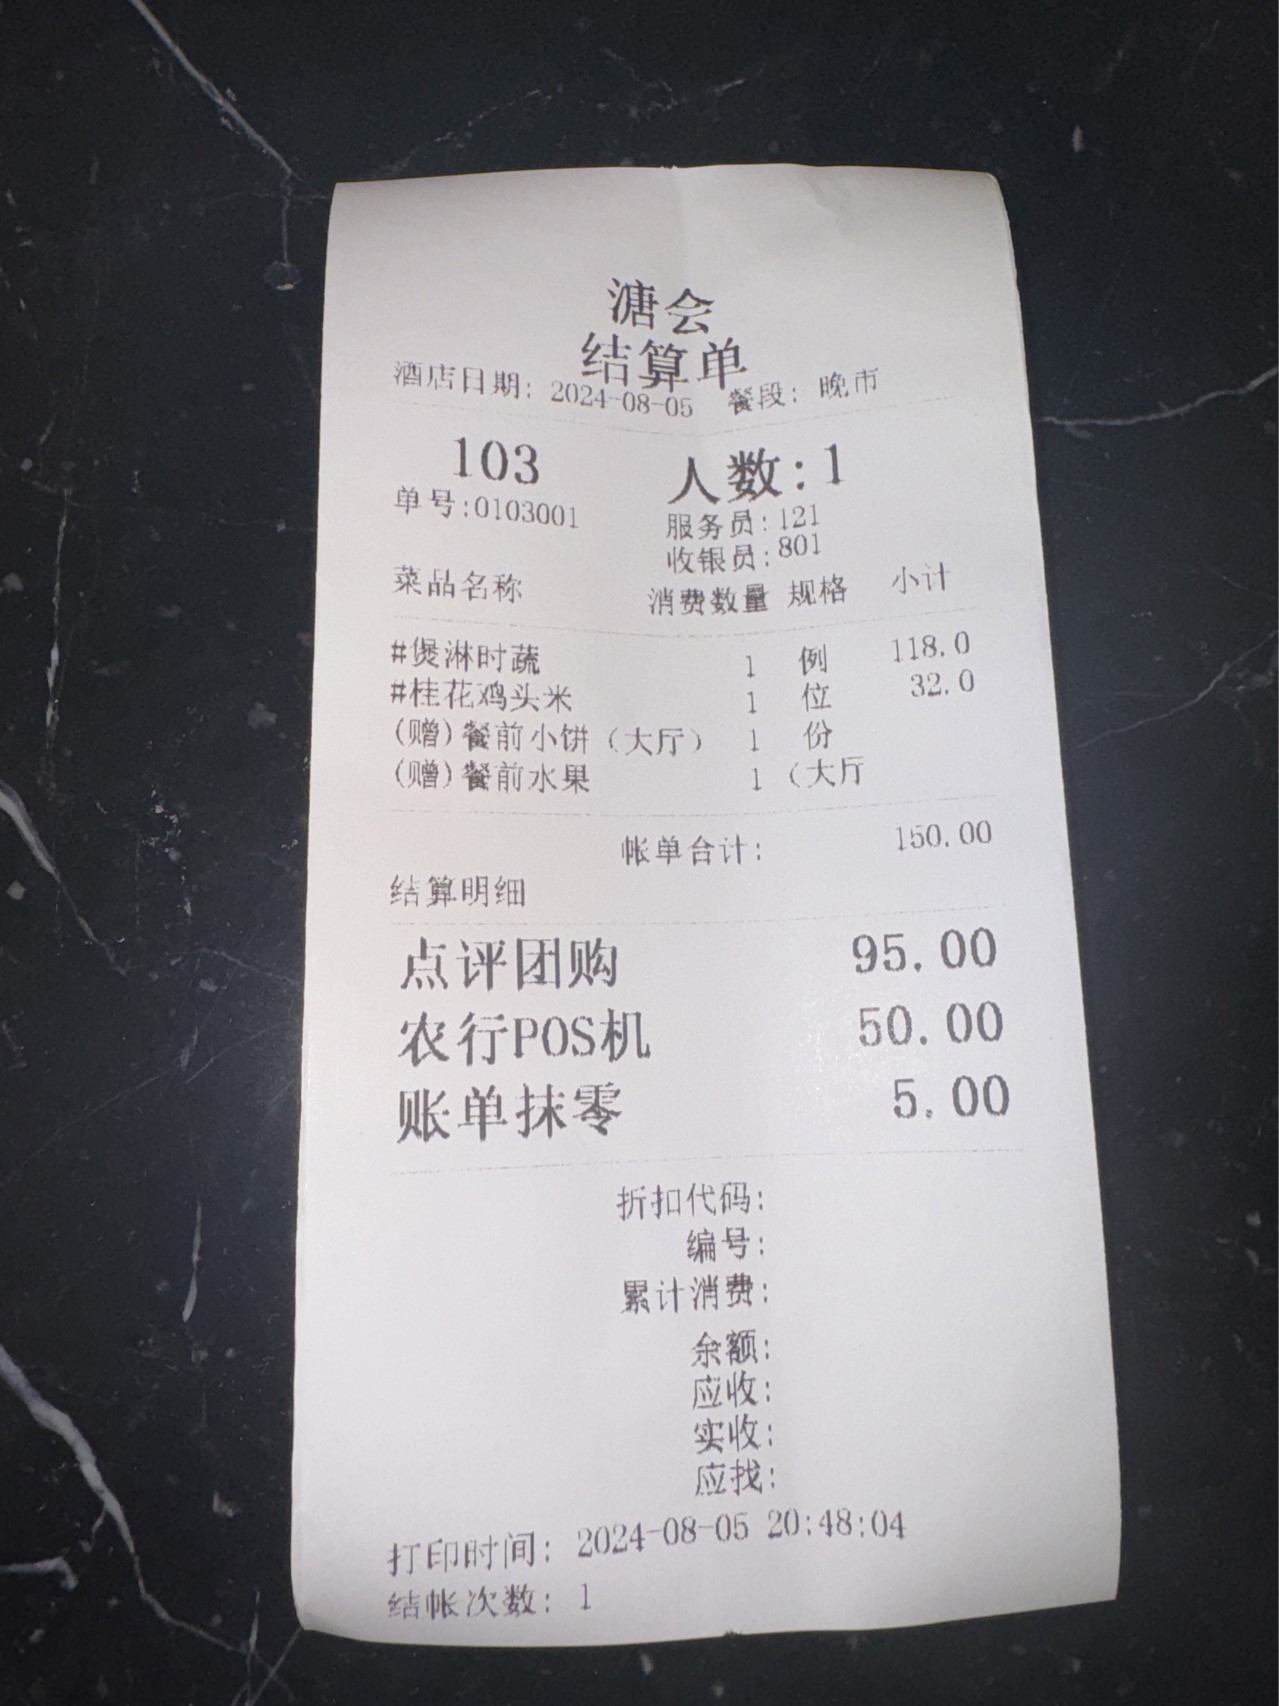 溏会
结算单
酒店日期: 2024-08-05 餐段: 晚市
103 人数:1
单号:0103001 服务员:121
收银员:801
菜品名称 消费数量 规格 小计
#煲淋时蔬 1 例 118.0
#桂花鸡头米 1 位 32.0
(赠)餐前小饼（大厅） 1 份
(赠)餐前水果 1 （大厅
帐单合计: 150.00
结算明细
点评团购 95.00
农行POS机 50.00
账单抹零 5.00
折扣代码:
编号:
累计消费:
余额:
应收:
实收:
应找:
打印时间: 2024-08-05 20:48:04
结帐次数: 1